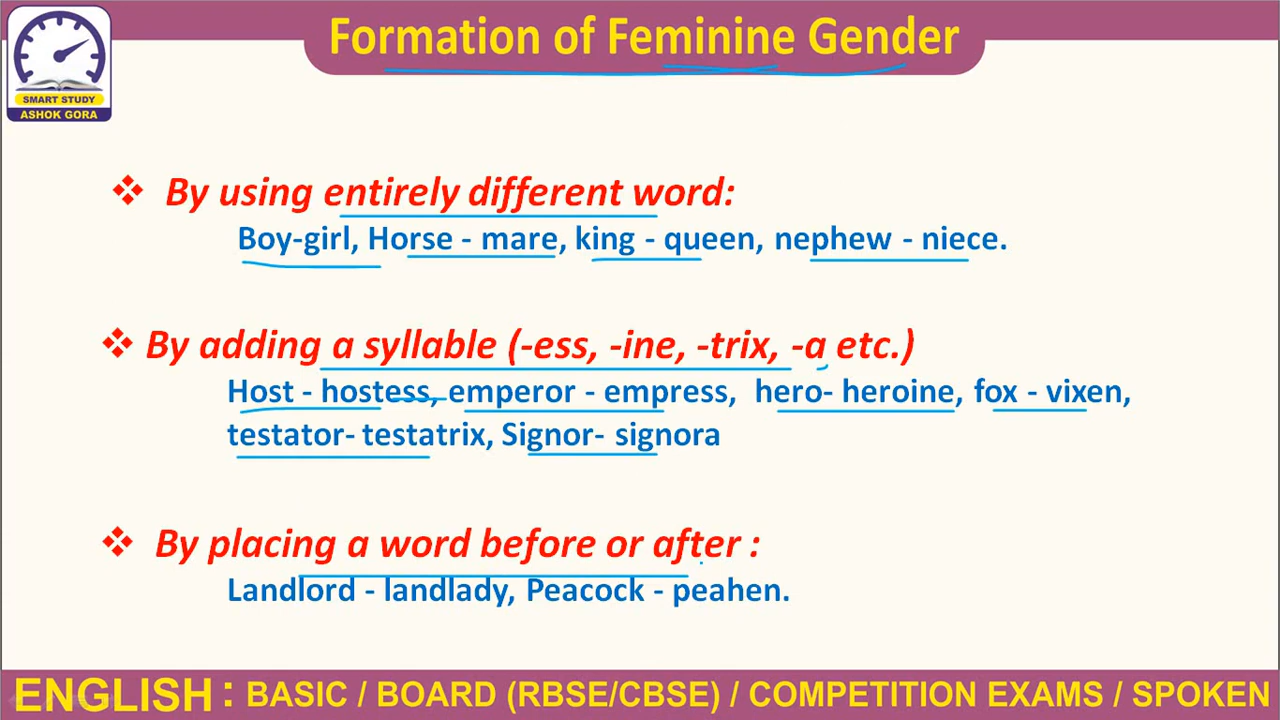 Formation of Feminine Gender
SMART STUDY
ASHOK GORA
❖ By using entirely different word:
Boy-girl, Horse - mare, king - queen, nephew - niece.
❖ By adding a syllable (-ess, -ine, -trix, -a etc.)
Host - hostess, emperor - empress, hero- heroine, fox - vixen,
testator- testatrix, Signor- signora
❖ By placing a word before or after :
Landlord - landlady, Peacock - peahen.
ENGLISH : BASIC / BOARD (RBSE/CBSE) / COMPETITION EXAMS / SPOKEN